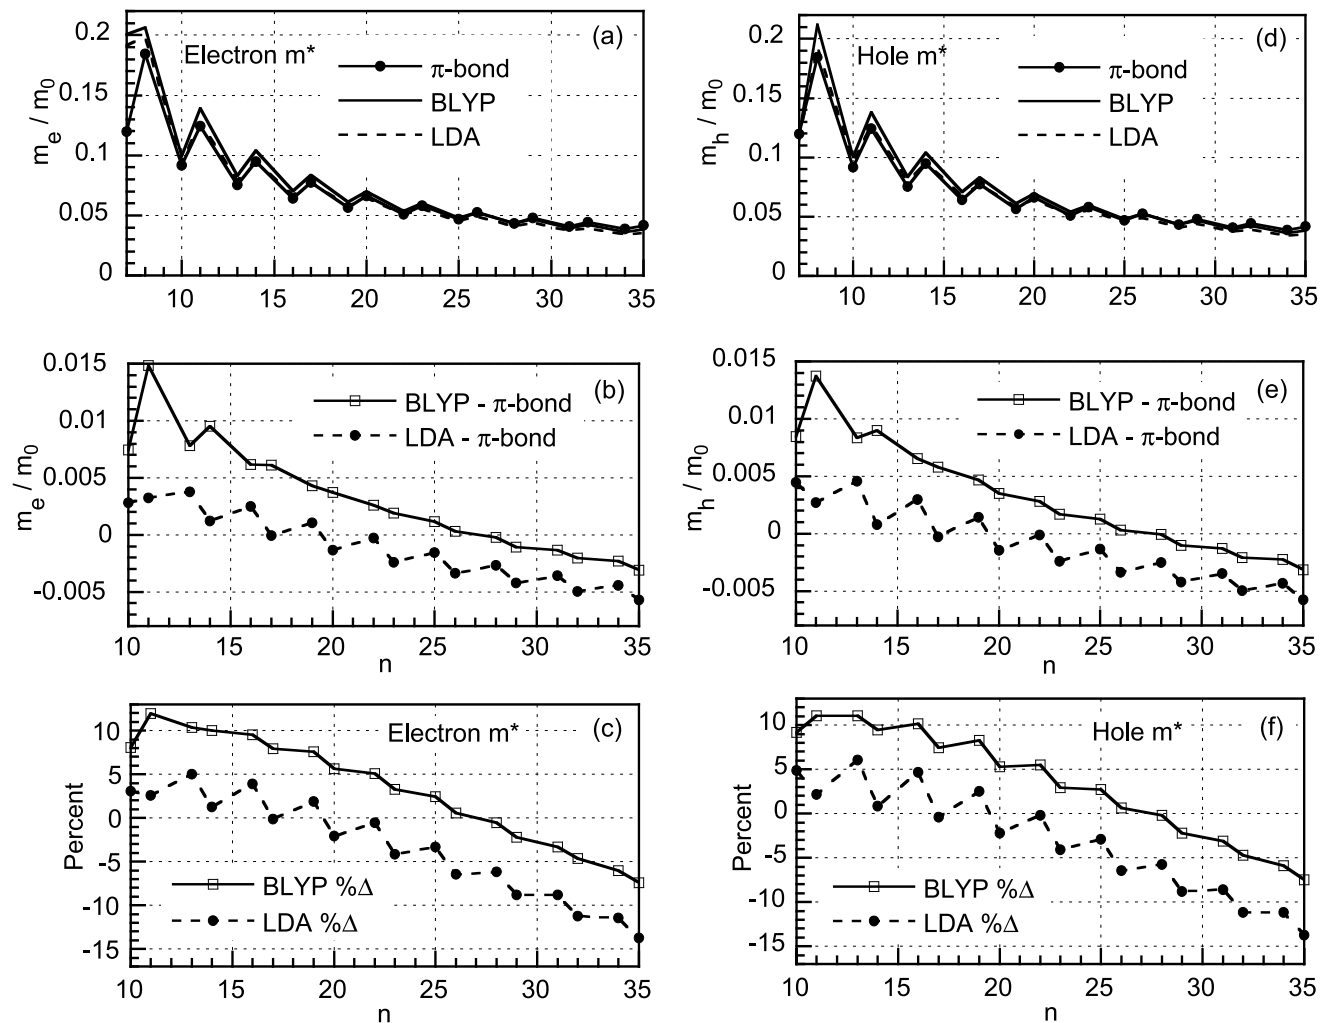 (a)
Electron m*
π-bond
BLYP
LDA
m_e / m_0
0.2
0.15
0.1
0.05
0
10 15 20 25 30 35
(d)
Hole m*
π-bond
BLYP
LDA
m_h / m_0
0.2
0.15
0.1
0.05
0
10 15 20 25 30 35
(b)
BLYP - π-bond
LDA - π-bond
m_e / m_0
0.015
0.01
0.005
0
-0.005
10 15 20 25 30 35
n
(e)
BLYP - π-bond
LDA - π-bond
m_h / m_0
0.015
0.01
0.005
0
-0.005
10 15 20 25 30 35
n
(c)
Electron m*
BLYP %Δ
LDA %Δ
Percent
10
5
0
-5
-10
-15
10 15 20 25 30 35
n
(f)
Hole m*
BLYP %Δ
LDA %Δ
Percent
10
5
0
-5
-10
-15
10 15 20 25 30 35
n